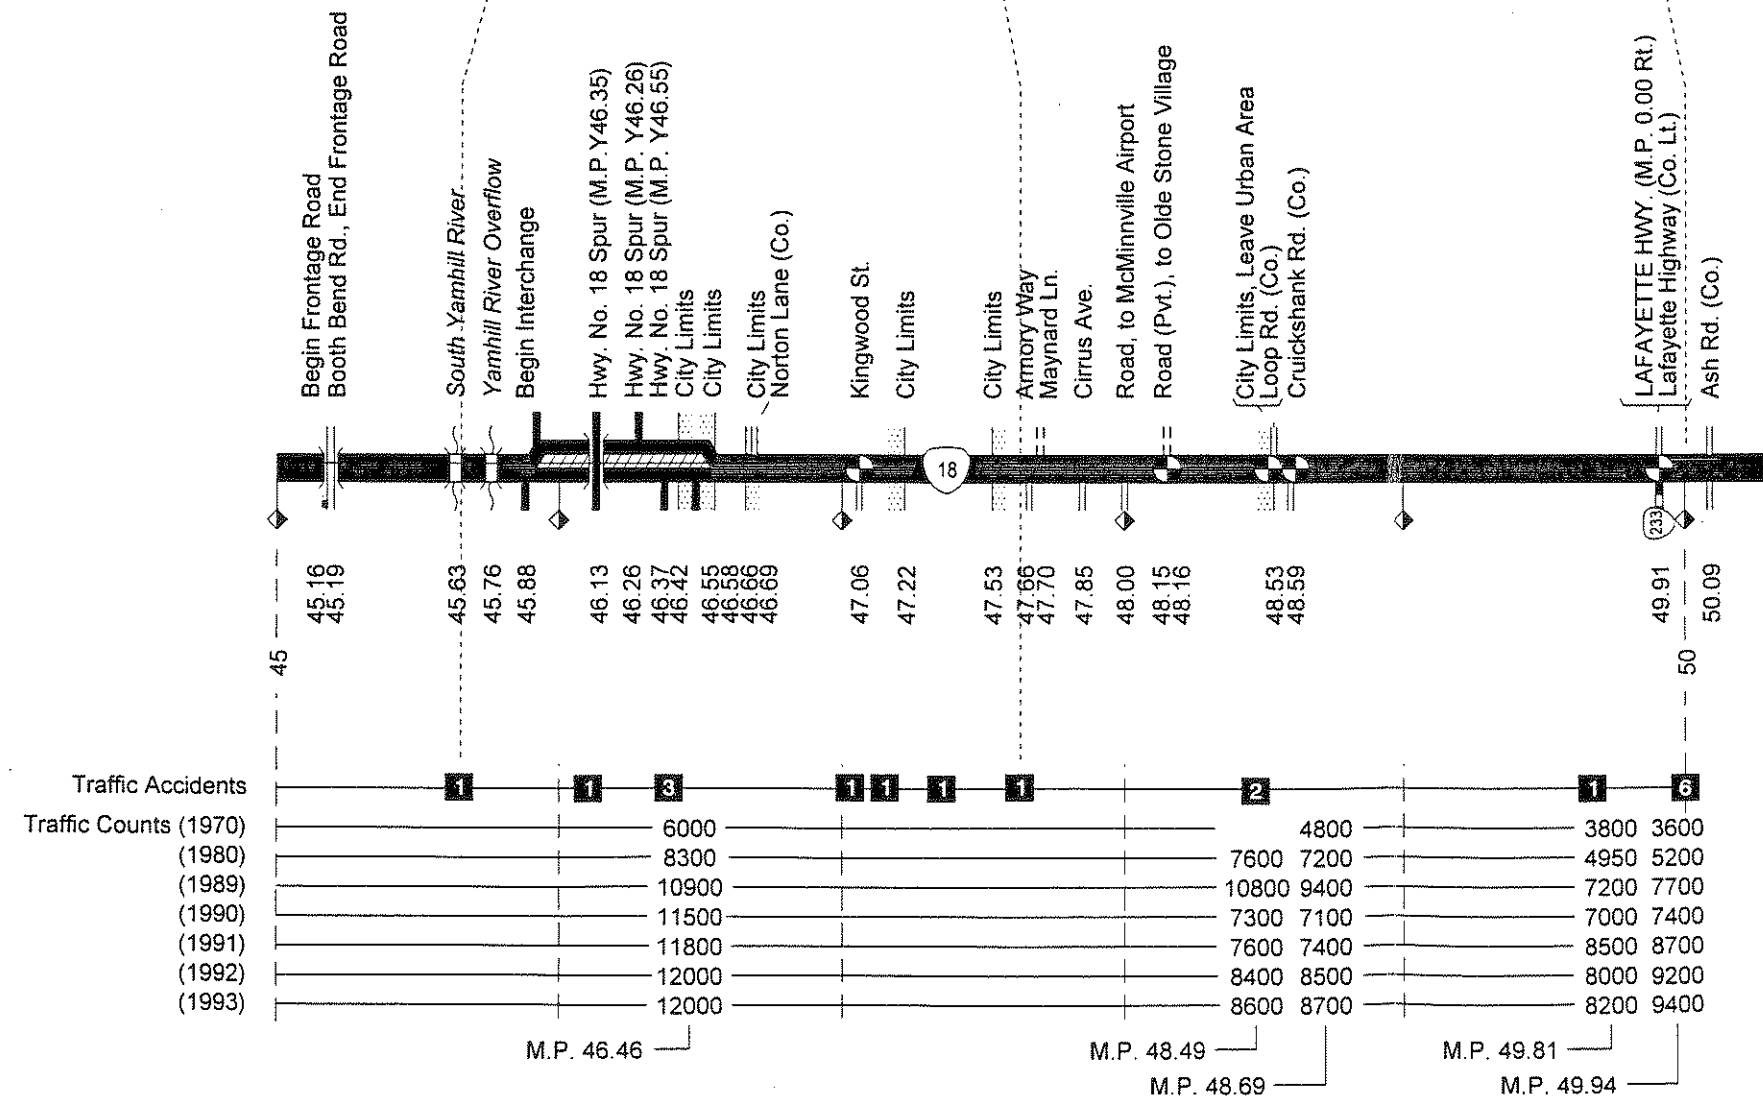 Begin Frontage Road
Booth Bend Rd., End Frontage Road
South Yamhill River
Yamhill River Overflow
Begin Interchange
Hwy. No. 18 Spur (M.P.Y46.35)
Hwy. No. 18 Spur (M.P. Y46.26)
Hwy. No. 18 Spur (M.P. Y46.55)
City Limits
City Limits
City Limits
Norton Lane (Co.)
Kingwood St.
City Limits
City Limits
Armory Way
Maynard Ln.
Cirrus Ave.
Road, to McMinnville Airport
Road (Pvt.), to Olde Stone Village
City Limits, Leave Urban Area
Loop Rd. (Co.)
Cruickshank Rd. (Co.)
LAFAYETTE HWY. (M.P. 0.00 Rt.)
Lafayette Highway (Co. Lt.)
Ash Rd. (Co.)
18
233
45.16
45.19
45.63
45.76
45.88
46.13
46.26
46.37
46.42
46.55
46.58
46.66
46.69
47.06
47.22
47.53
47.66
47.70
47.85
48.00
48.15
48.16
48.53
48.59
49.91
50.09
45
50
Traffic Accidents 1 1 3 1 1 1 1 2 1 6
Traffic Counts (1970) 6000 4800 3800 3600
(1980) 8300 7600 7200 4950 5200
(1989) 10900 10800 9400 7200 7700
(1990) 11500 7300 7100 7000 7400
(1991) 11800 7600 7400 8500 8700
(1992) 12000 8400 8500 8000 9200
(1993) 12000 8600 8700 8200 9400
M.P. 46.46 M.P. 48.49 M.P. 49.81
M.P. 48.69 M.P. 49.94